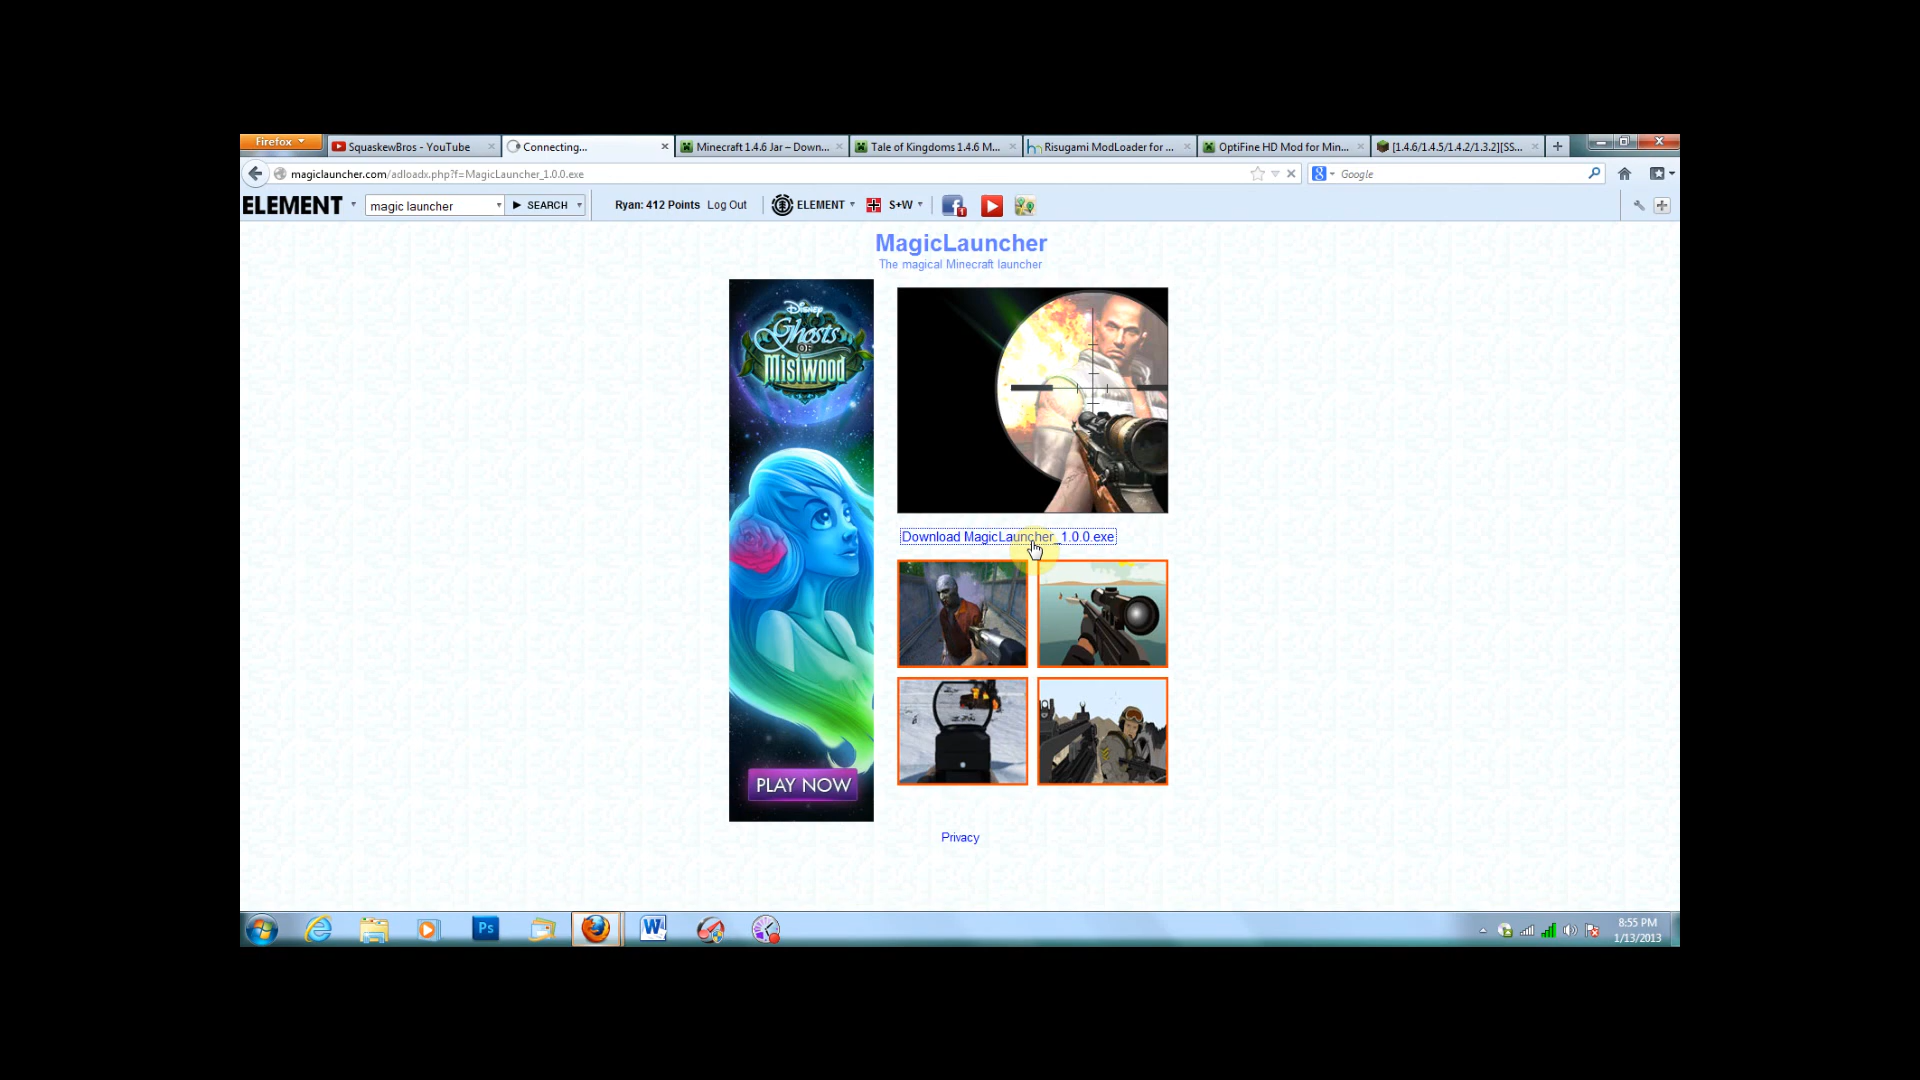 Firefox
SquaskewBros - YouTube
Connecting...
Minecraft 1.4.6 Jar – Down...
Tale of Kingdoms 1.4.6 M...
Risugami ModLoader for ...
OptiFine HD Mod for Min...
[1.4.6/1.4.5/1.4.2/1.3.2][SS...
magiclauncher.com/adloadx.php?f=MagicLauncher_1.0.0.exe
Google
ELEMENT
magic launcher
SEARCH
Ryan: 412 Points
Log Out
ELEMENT
S+W
1
MagicLauncher
The magical Minecraft launcher
Disney
Ghosts
OF
Mistwood
PLAY NOW
Download MagicLauncher_1.0.0.exe
Privacy
Ps
W
8:55 PM
1/13/2013